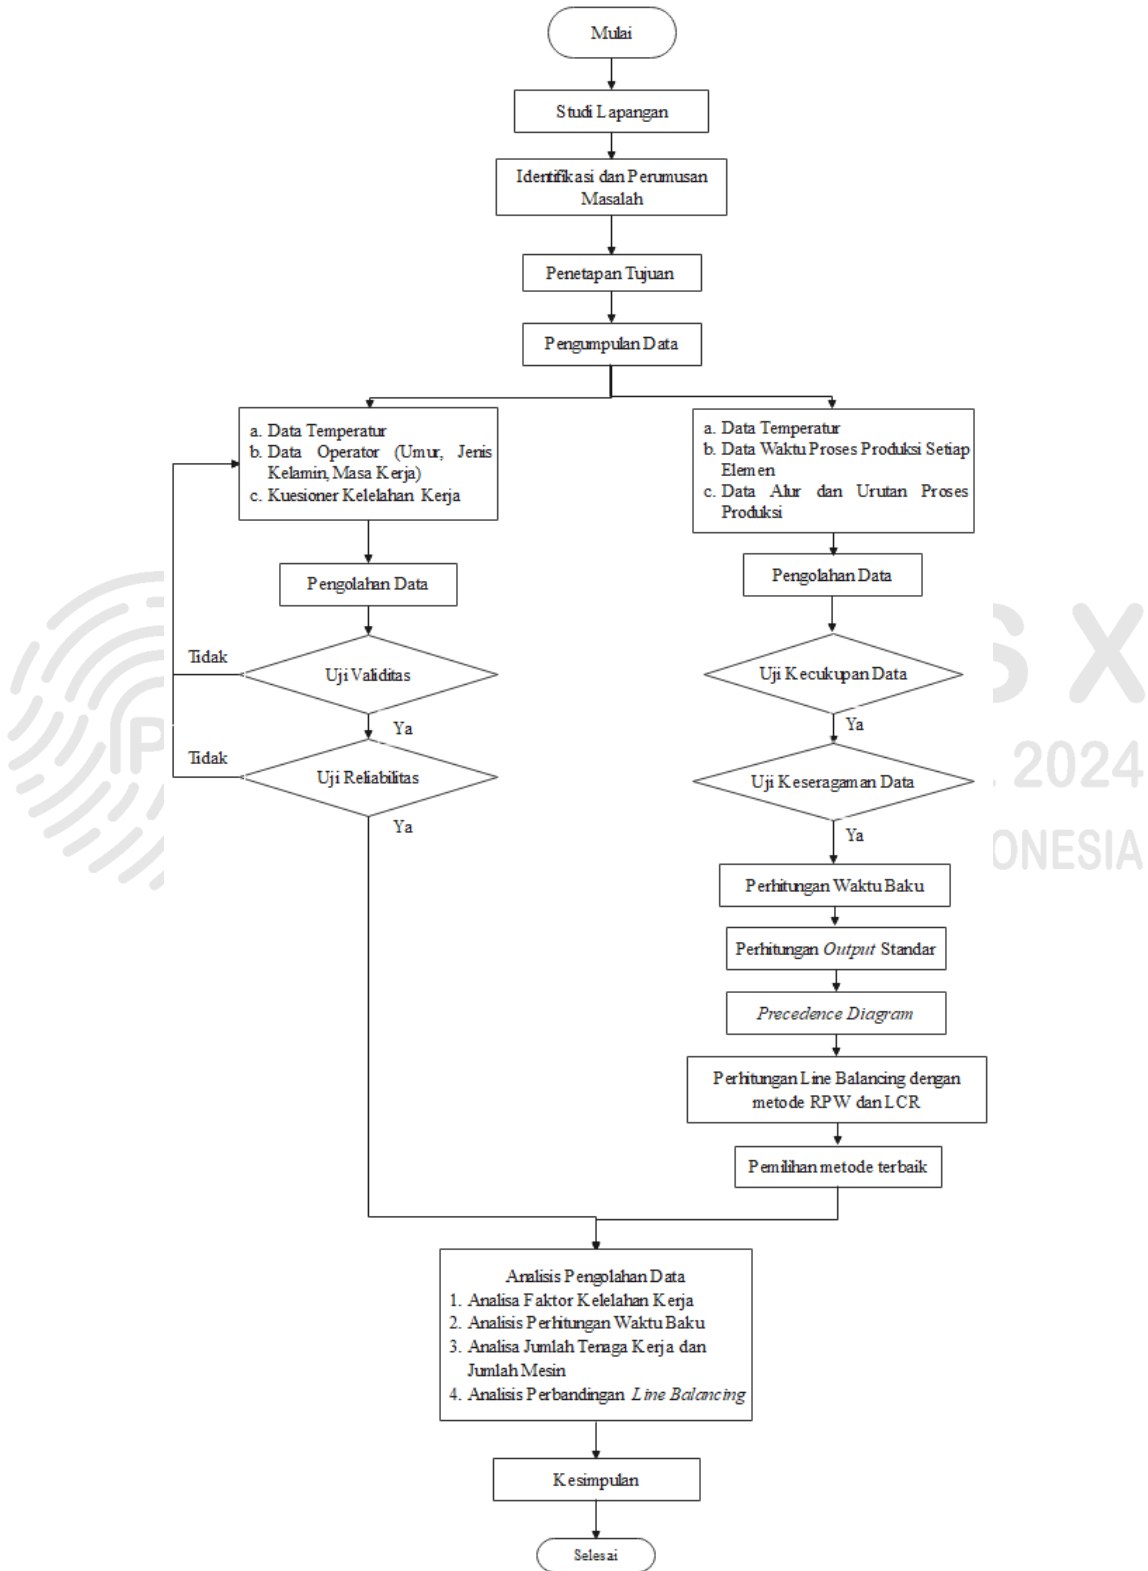 Mulai
Studi Lapangan
Identifikasi dan Perumusan
Masalah
Penetapan Tujuan
Pengumpulan Data
a. Data Temperatur
b. Data Operator (Umur, Jenis
Kelamin, Masa Kerja)
c. Kuesioner Kelelahan Kerja
Pengolahan Data
Uji Validitas
Tidak
Ya
Uji Reliabilitas
Tidak
Ya
a. Data Temperatur
b. Data Waktu Proses Produksi Setiap
Elemen
c. Data Alur dan Urutan Proses
Produksi
Pengolahan Data
Uji Kecukupan Data
Ya
Uji Keseragaman Data
Ya
Perhitungan Waktu Baku
Perhitungan Output Standar
Precedence Diagram
Perhitungan Line Balancing dengan
metode RPW dan LCR
Pemilihan metode terbaik
Analisis Pengolahan Data
1. Analisa Faktor Kelelahan Kerja
2. Analisis Perhitungan Waktu Baku
3. Analisa Jumlah Tenaga Kerja dan
Jumlah Mesin
4. Analisis Perbandingan Line Balancing
Kesimpulan
Selesai
S X
2024
ONESIA